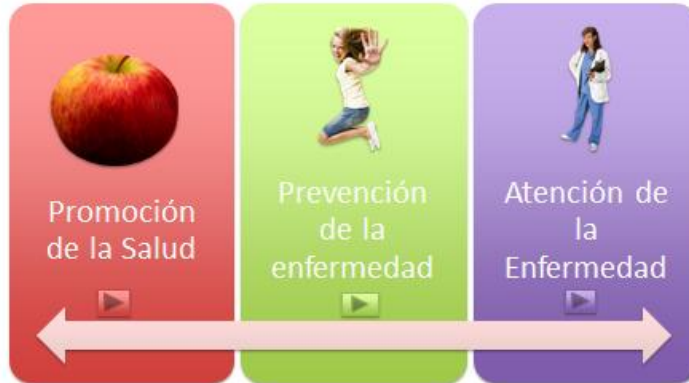 Promoción
de la Salud
Prevención
de la
enfermedad
Atención de
la
Enfermedad